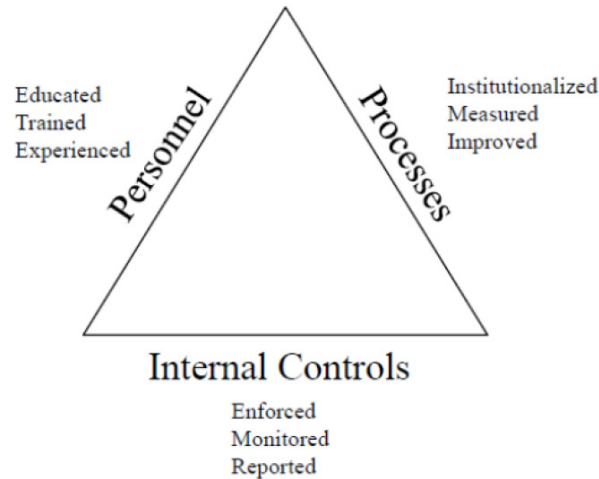 Educated
Trained
Experienced
Personnel
Processes
Institutionalized
Measured
Improved
Internal Controls
Enforced
Monitored
Reported